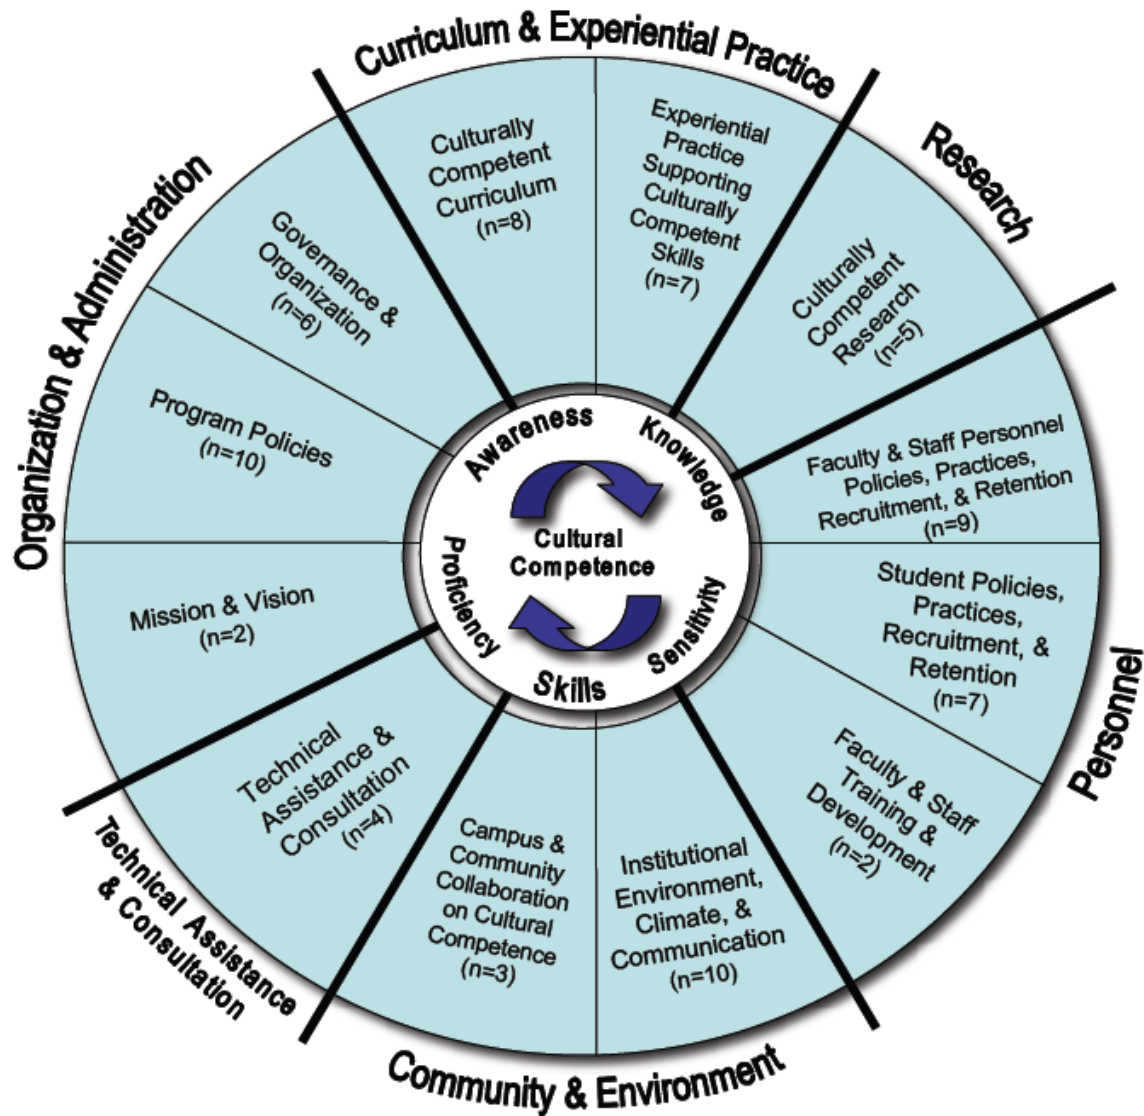 Curriculum & Experiential Practice
Culturally
Competent
Curriculum
(n=8)
Experiential
Practice
Supporting
Culturally
Competent
Skills
(n=7)
Research
Culturally
Competent
Research
(n=5)
Personnel
Faculty & Staff Personnel
Policies, Practices,
Recruitment, & Retention
(n=9)
Student Policies,
Practices,
Recruitment, &
Retention
(n=7)
Faculty & Staff
Training &
Development
(n=2)
Community & Environment
Institutional
Environment,
Climate, &
Communication
(n=10)
Campus &
Community
Collaboration
on Cultural
Competence
(n=3)
Technical Assistance
& Consultation
Technical
Assistance &
Consultation
(n=4)
Organization & Administration
Mission & Vision
(n=2)
Program Policies
(n=10)
Governance &
Organization
(n=6)
Awareness
Knowledge
Sensitivity
Skills
Proficiency
Cultural
Competence